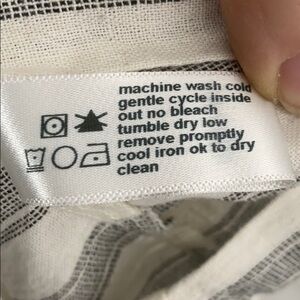 machine wash cold
gentle cycle inside
out no bleach
tumble dry low
remove promptly
cool iron ok to dry
clean